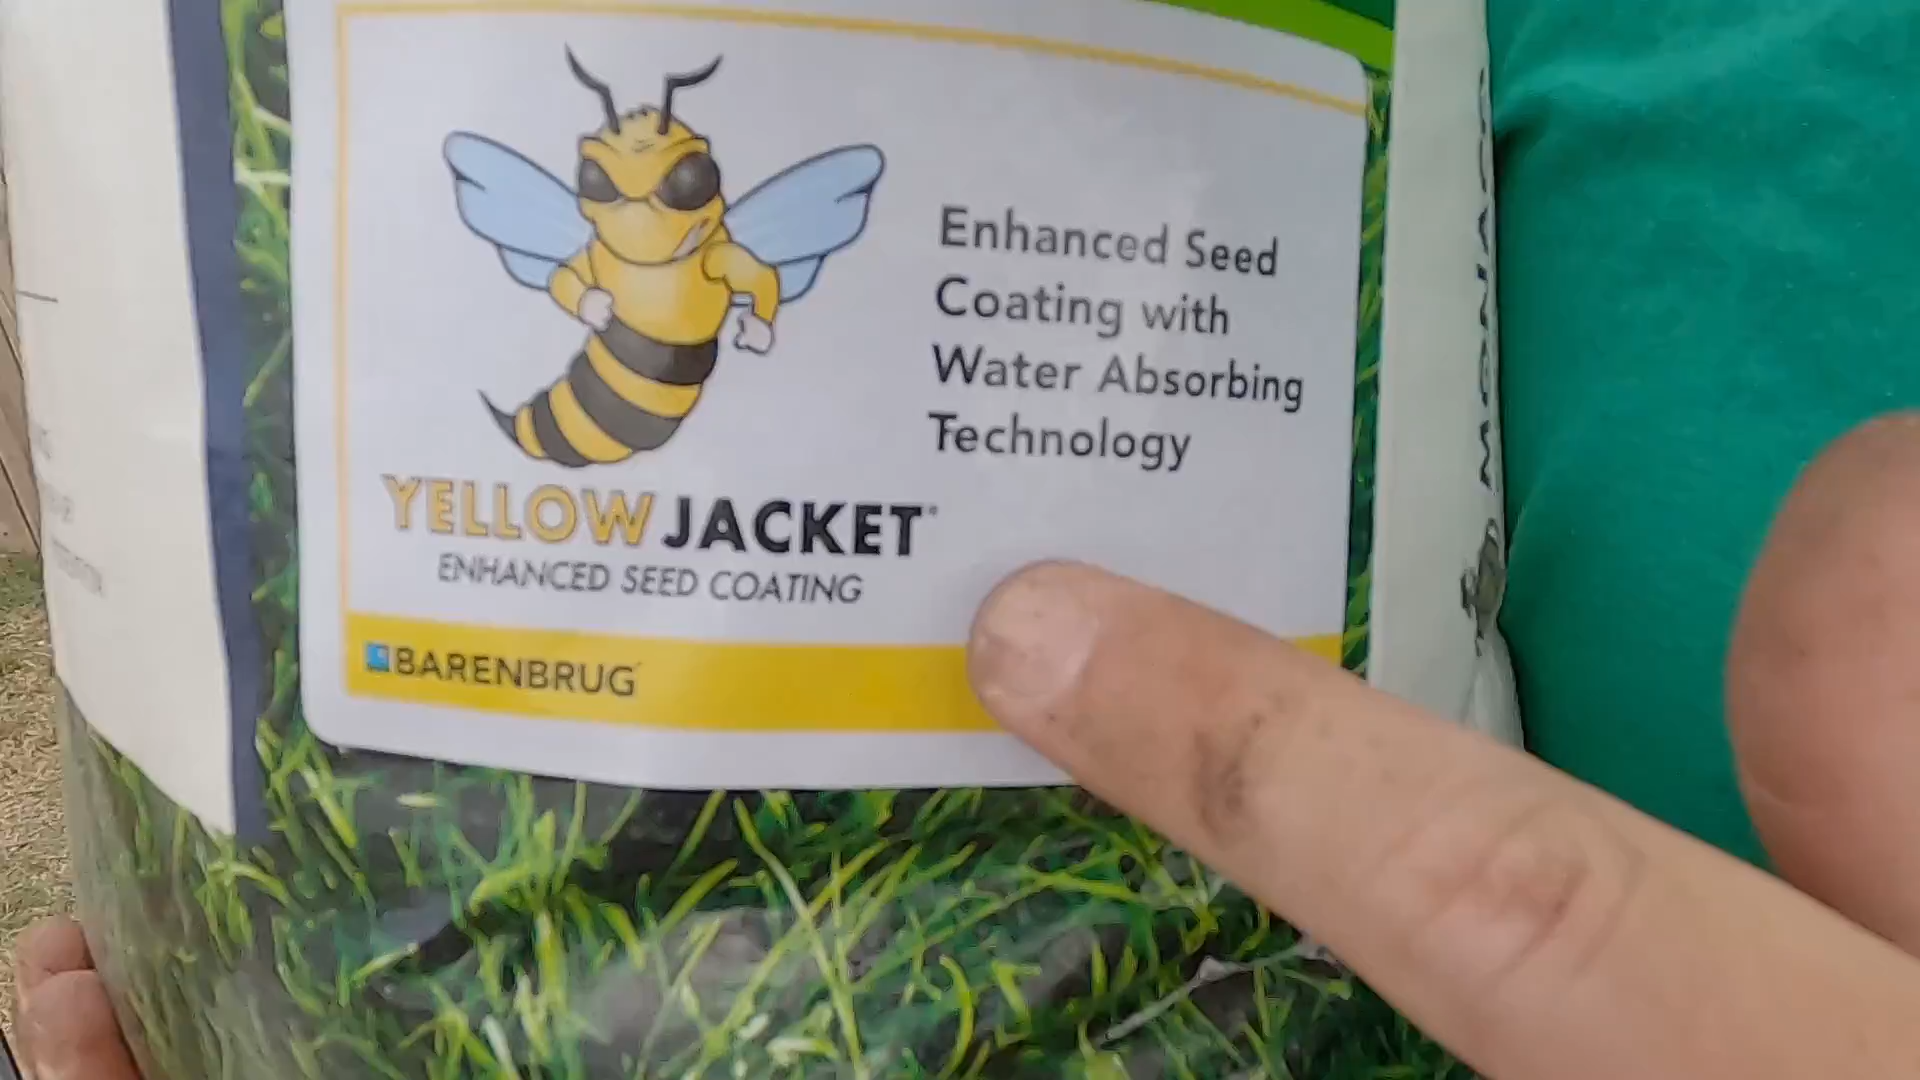 Enhanced Seed
Coating with
Water Absorbing
Technology
YELLOW JACKET
ENHANCED SEED COATING
BARENBRUG